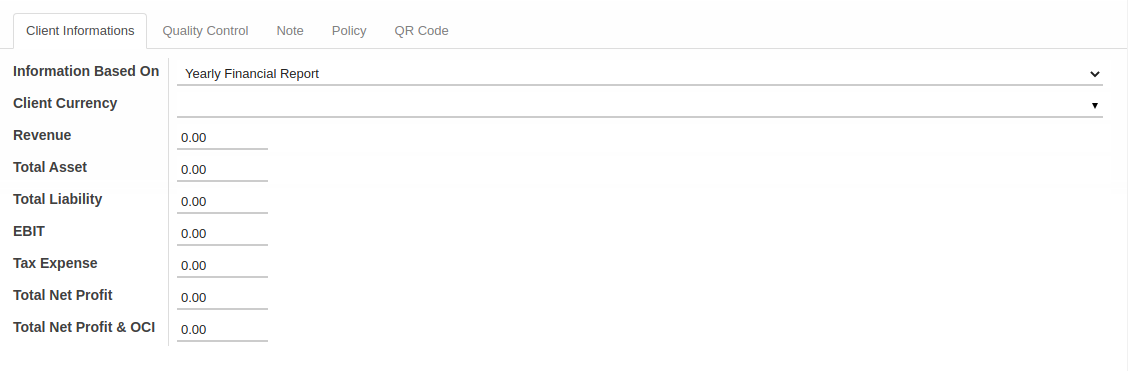 Client Informations Quality Control Note Policy QR Code
Information Based On Yearly Financial Report
Client Currency
Revenue 0.00
Total Asset 0.00
Total Liability 0.00
EBIT 0.00
Tax Expense 0.00
Total Net Profit 0.00
Total Net Profit & OCI 0.00